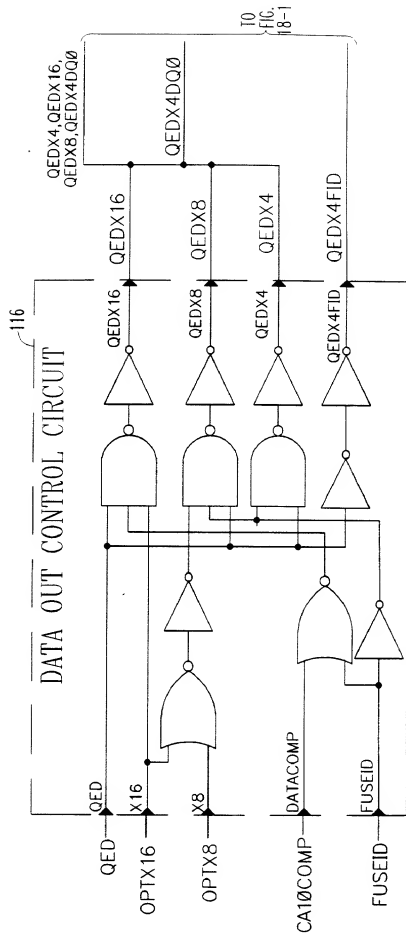 116
DATA OUT CONTROL CIRCUIT
QED
QED
OPTX16
X16
OPTX8
X8
CA10COMP
DATACOMP
FUSEID
FUSEID
QEDX16
QEDX16
QEDX8
QEDX8
QEDX4
QEDX4
QEDX4FID
QEDX4FID
QEDX4,QEDX16,
QEDX8,QEDX4DQ0
QEDX4DQ0
TO
FIG.
18-1